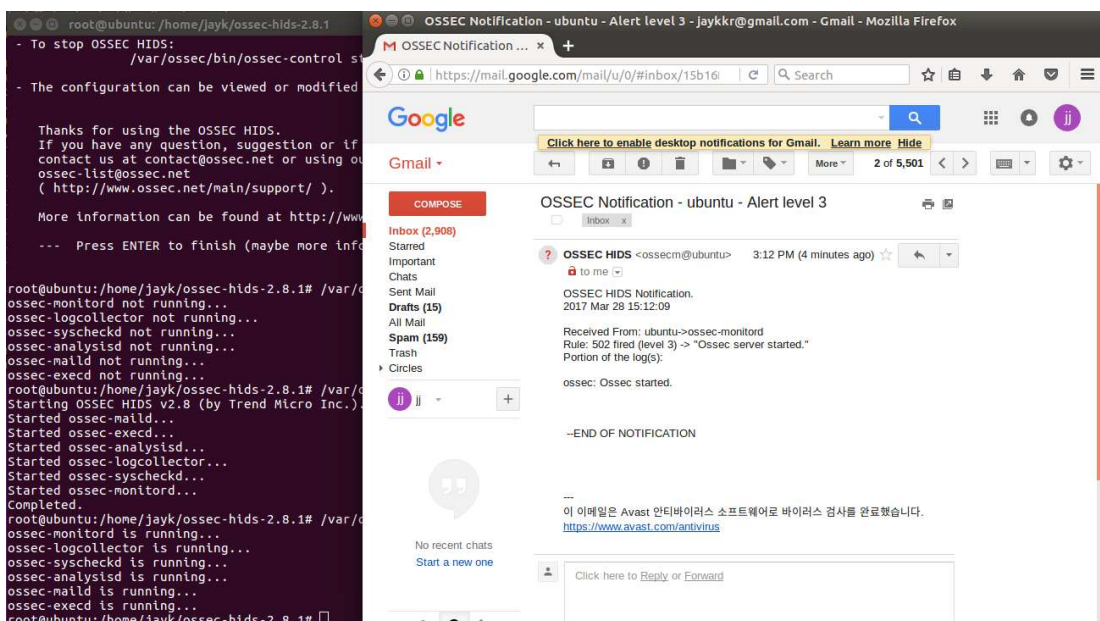 root@ubuntu: /home/jayk/ossec-hids-2.8.1
- To stop OSSEC HIDS:
/var/ossec/bin/ossec-control
- The configuration can be viewed or modified
Thanks for using the OSSEC HIDS.
If you have any question, suggestion or if
contact us at contact@ossec.net or using
ossec-list@ossec.net
( http://www.ossec.net/main/support/ ).
More information can be found at http://www
--- Press ENTER to finish (maybe more
root@ubuntu:/home/jayk/ossec-hids-2.8.1#
ossec-monitord not running...
ossec-logcollector not running...
ossec-syscheckd not running...
ossec-analysisd not running...
ossec-maild not running...
ossec-execd not running...
root@ubuntu:/home/jayk/ossec-hids-2.8.1#
Starting OSSEC HIDS v2.8 (by Trend Micro Inc.)
Started ossec-maild...
Started ossec-execd...
Started ossec-analysisd...
Started ossec-logcollector...
Started ossec-syscheckd...
Started ossec-monitord...
Completed.
root@ubuntu:/home/jayk/ossec-hids-2.8.1#
ossec-monitord is running...
ossec-logcollector is running...
ossec-syscheckd is running...
ossec-analysisd is running...
ossec-maild is running...
ossec-execd is running...
root@ubuntu:/home/jayk/ossec-hids-2.8.1#
OSSEC Notification - ubuntu - Alert level 3 - jaykkr@gmail.com - Gmail - Mozilla Firefox
OSSEC Notification ... × +
https://mail.google.com/mail/u/0/#inbox/15b16 Search
Google
jj
Click here to enable desktop notifications for Gmail. Learn more Hide
Gmail
More 2 of 5,501
COMPOSE
Inbox (2,908)
Starred
Important
Chats
Sent Mail
Drafts (15)
All Mail
Spam (159)
Trash
Circles
jj jj +
No recent chats
Start a new one
OSSEC Notification - ubuntu - Alert level 3
Inbox x
OSSEC HIDS <ossecm@ubuntu> 3:12 PM (4 minutes ago)
to me
OSSEC HIDS Notification.
2017 Mar 28 15:12:09
Received From: ubuntu->ossec-monitord
Rule: 502 fired (level 3) -> "Ossec server started."
Portion of the log(s):
ossec: Ossec started.
--END OF NOTIFICATION
---
이 이메일은 Avast 안티바이러스 소프트웨어로 바이러스 검사를 완료했습니다.
https://www.avast.com/antivirus
Click here to Reply or Forward